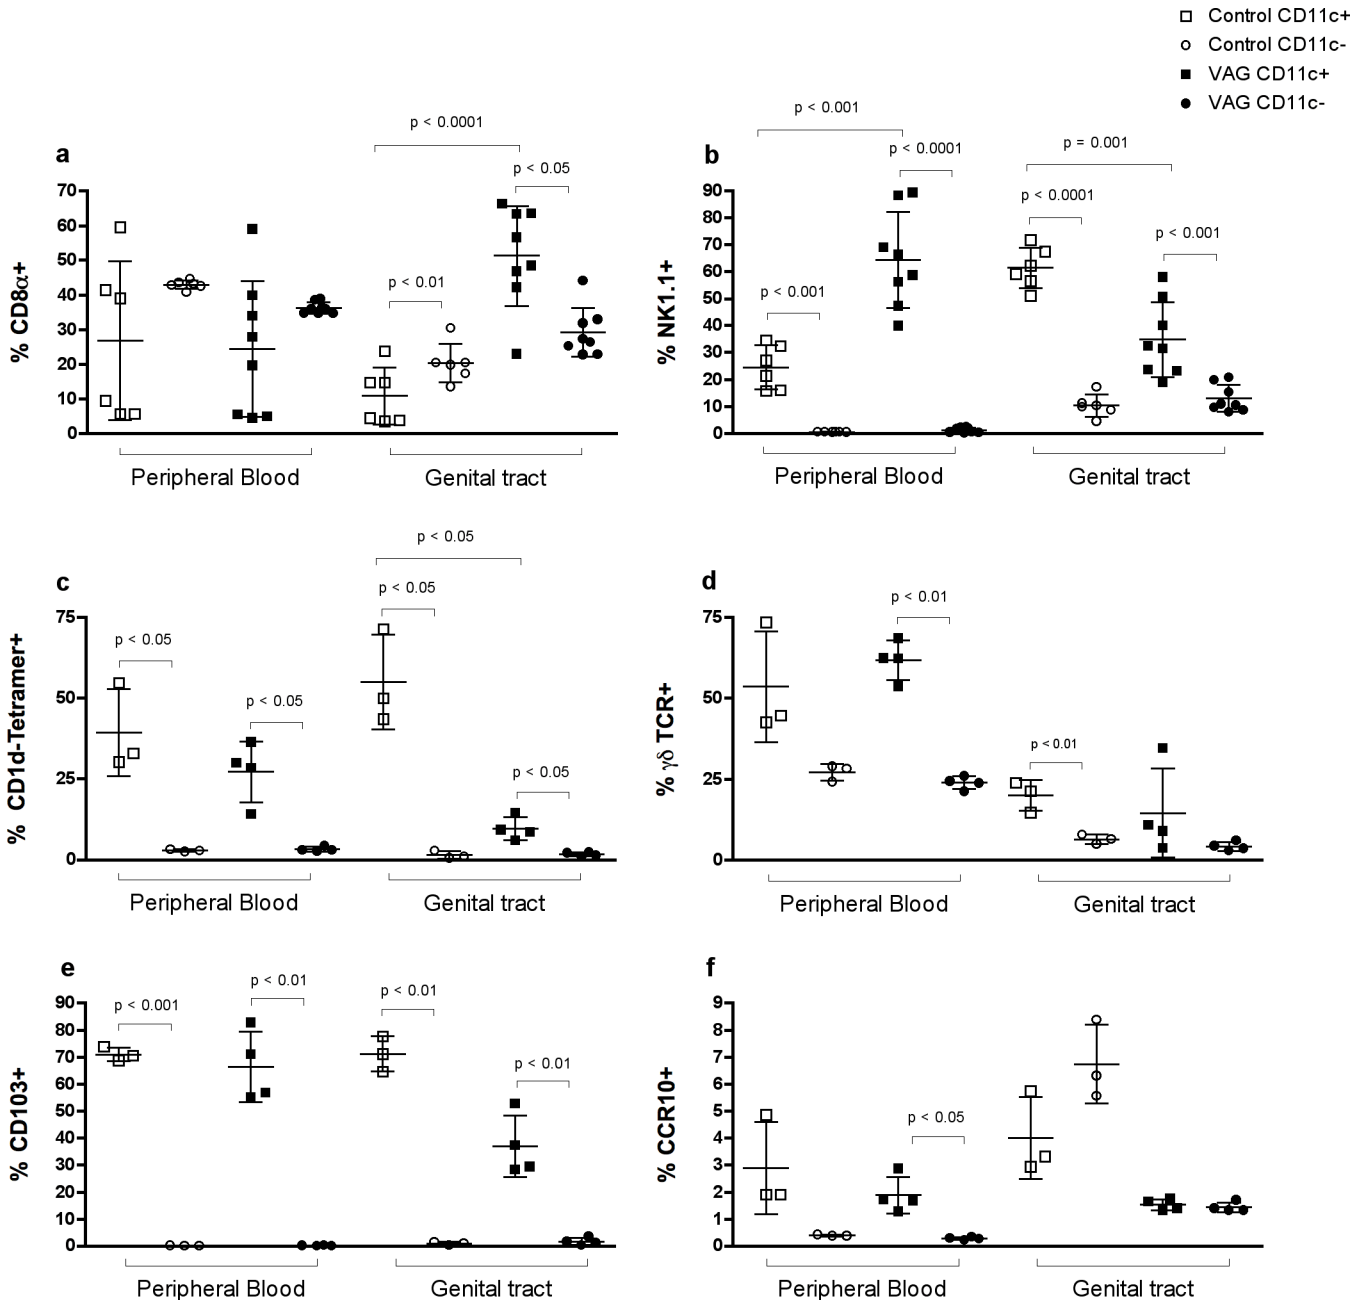 Control CD11c+
Control CD11c-
VAG CD11c+
VAG CD11c-
a
p < 0.0001
p < 0.05
p < 0.01
% CD8α+
70
60
50
40
30
20
10
0
Peripheral Blood
Genital tract
b
p < 0.001
p < 0.0001
p = 0.001
p < 0.0001
p < 0.001
p < 0.001
% NK1.1+
90
80
70
60
50
40
30
20
10
0
Peripheral Blood
Genital tract
c
p < 0.05
p < 0.05
p < 0.05
p < 0.05
p < 0.05
% CD1d-Tetramer+
75
50
25
0
Peripheral Blood
Genital tract
d
p < 0.01
p < 0.01
% γδ TCR+
75
50
25
0
Peripheral Blood
Genital tract
e
p < 0.001
p < 0.01
p < 0.01
p < 0.01
% CD103+
90
80
70
60
50
40
30
20
10
0
Peripheral Blood
Genital tract
f
p < 0.05
% CCR10+
9
8
7
6
5
4
3
2
1
0
Peripheral Blood
Genital tract